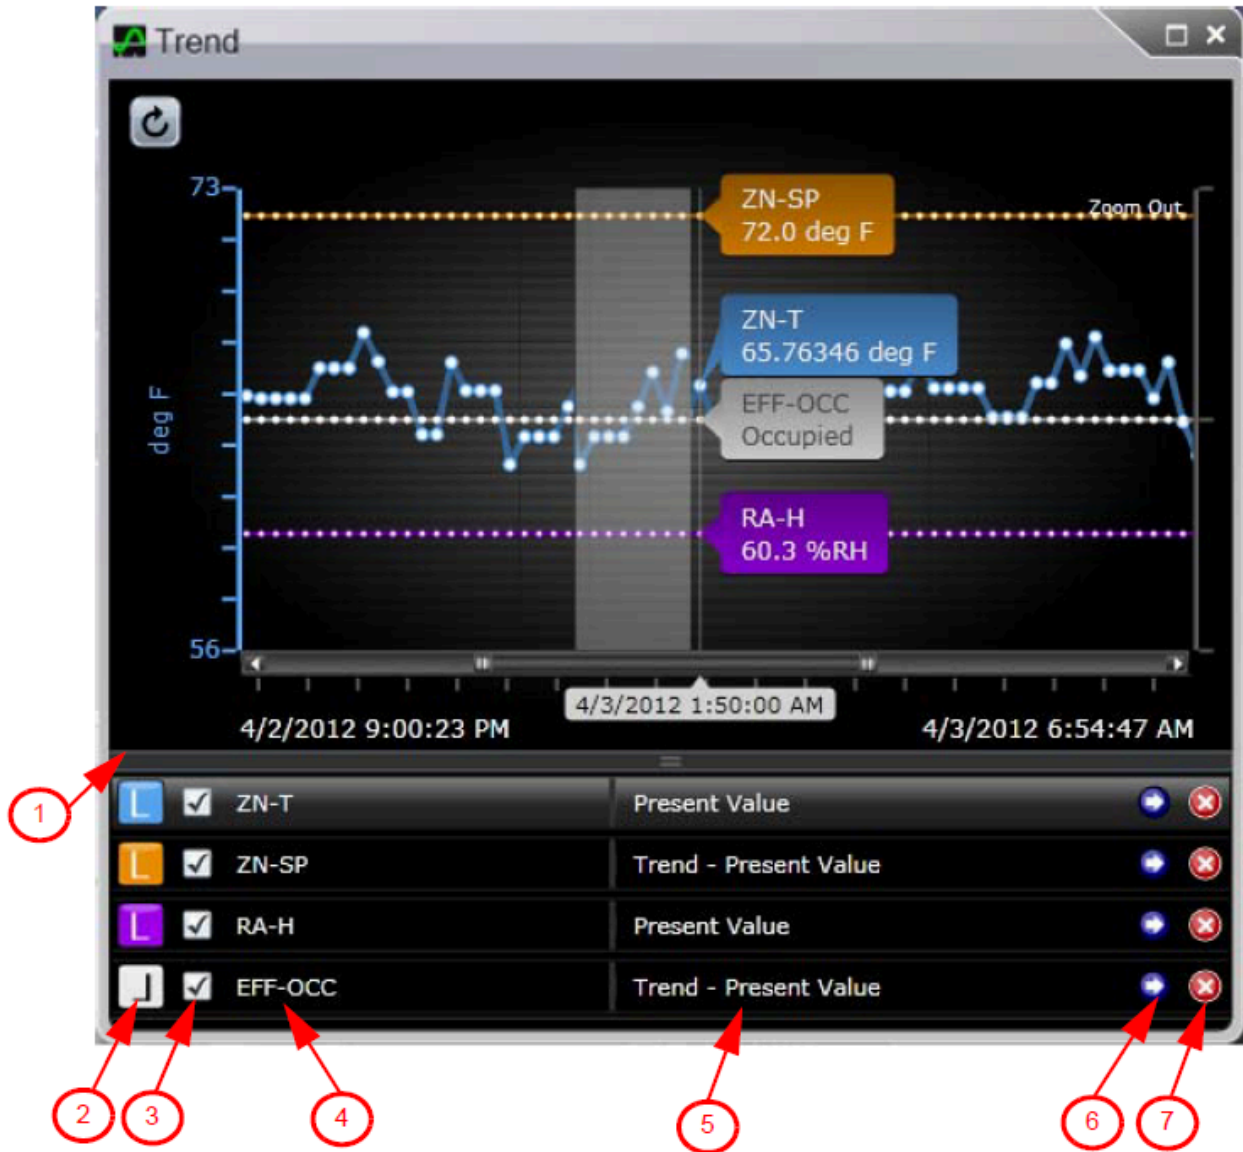 Trend
73
ZN-SP
72.0 deg F
Zoom Out
ZN-T
65.76346 deg F
deg F
EFF-OCC
Occupied
RA-H
60.3 %RH
56
4/3/2012 1:50:00 AM
4/2/2012 9:00:23 PM
4/3/2012 6:54:47 AM
1
L ZN-T Present Value
L ZN-SP Trend - Present Value
L RA-H Present Value
EFF-OCC Trend - Present Value
2 3 4 5 6 7